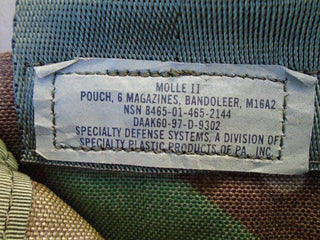 MOLLE II
POUCH, 6 MAGAZINES, BANDOLEER, M16A2
NSN 8465-01-465-2144
DAAK60-97-D-9302
SPECIALTY DEFENSE SYSTEMS, A DIVISION OF
SPECIALTY PLASTIC PRODUCTS OF PA., INC.